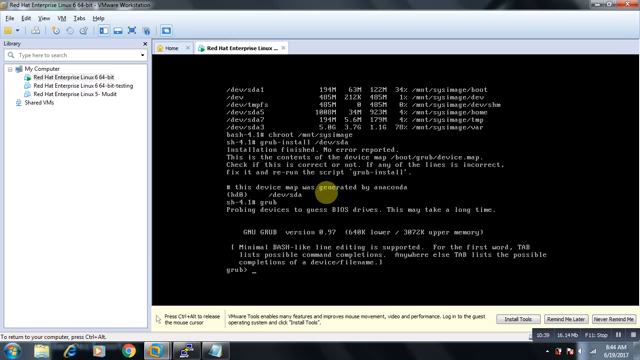 Red Hat Enterprise Linux 6 64-bit - VMware Workstation
File Edit View VM Tabs Help
Library
Type here to search
My Computer
Red Hat Enterprise Linux 6 64-bit
Red Hat Enterprise Linux 6 64-bit-testing
Red Hat Enterprise Linux 5- Mudit
Shared VMs
Home
Red Hat Enterprise Linux ...
/dev/sda1 194M 63M 122M 34% /mnt/sysimage/boot
/dev 485M 212K 485M 1% /mnt/sysimage/dev
/dev/tmpfs 485M 0 485M 0% /mnt/sysimage/dev/shm
/dev/sda5 1008M 34M 923M 4% /mnt/sysimage/home
/dev/sda7 194M 5.6M 179M 4% /mnt/sysimage/tmp
/dev/sda3 5.0G 3.7G 1.1G 78% /mnt/sysimage/var
bash-4.1# chroot /mnt/sysimage
sh-4.1# grub-install /dev/sda
Installation finished. No error reported.
This is the contents of the device map /boot/grub/device.map.
Check if this is correct or not. If any of the lines is incorrect,
fix it and re-run the script `grub-install'.
# this device map was generated by anaconda
(hd0) /dev/sda
sh-4.1# grub
Probing devices to guess BIOS drives. This may take a long time.
GNU GRUB version 0.97 (640K lower / 3072K upper memory)
[ Minimal BASH-like line editing is supported. For the first word, TAB
lists possible command completions. Anywhere else TAB lists the possible
completions of a device/filename.]
grub> _
Press Ctrl+Alt to release the mouse cursor
VMware Tools enables many features and improves mouse movement, video and performance. Log in to the guest operating system and click "Install Tools".
Install Tools
Remind Me Later
Never Remind Me
To return to your computer, press Ctrl+Alt.
10:39 16.14 Mb F11: Stop
8:44 AM
6/19/2017